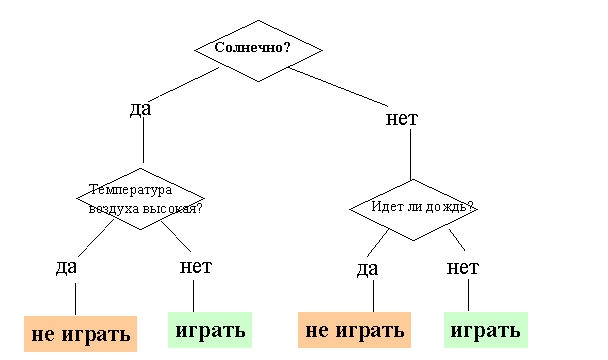 Солнечно?
да
нет
Температура
воздуха высокая?
Идет ли дождь?
да
нет
да
нет
не играть
играть
не играть
играть